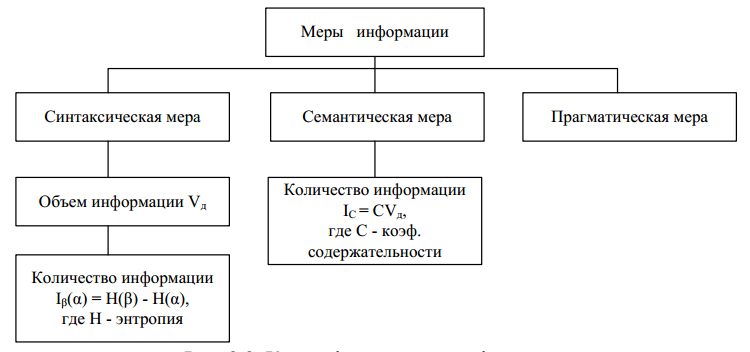 Меры информации
Синтаксическая мера
Семантическая мера
Прагматическая мера
Объем информации Vд
Количество информации
IС = CVд,
где С - коэф.
содержательности
Количество информации
Iβ(α) = H(β) - H(α),
где Н - энтропия